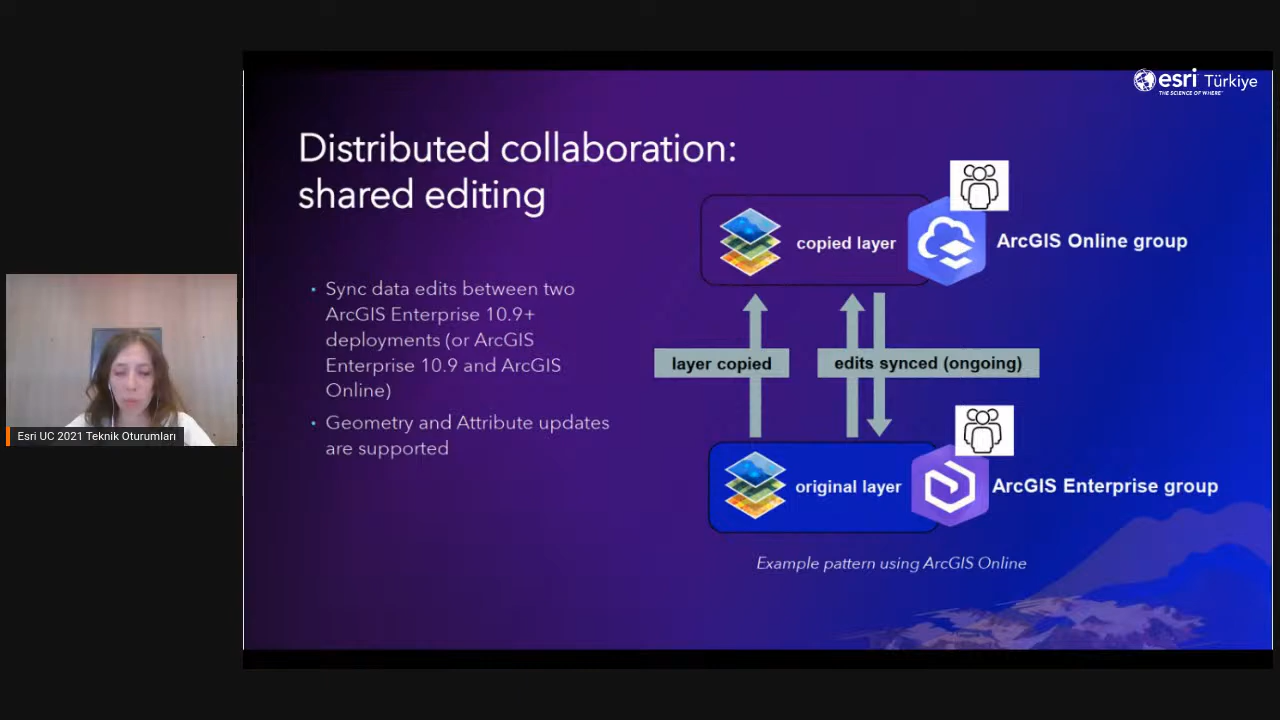 esri Türkiye
THE SCIENCE OF WHERE™
Distributed collaboration:
shared editing
copied layer
ArcGIS Online group
• Sync data edits between two
ArcGIS Enterprise 10.9+
deployments (or ArcGIS
Enterprise 10.9 and ArcGIS
Online)
• Geometry and Attribute updates
are supported
layer copied
edits synced (ongoing)
original layer
ArcGIS Enterprise group
Example pattern using ArcGIS Online
Esri UC 2021 Teknik Oturumları